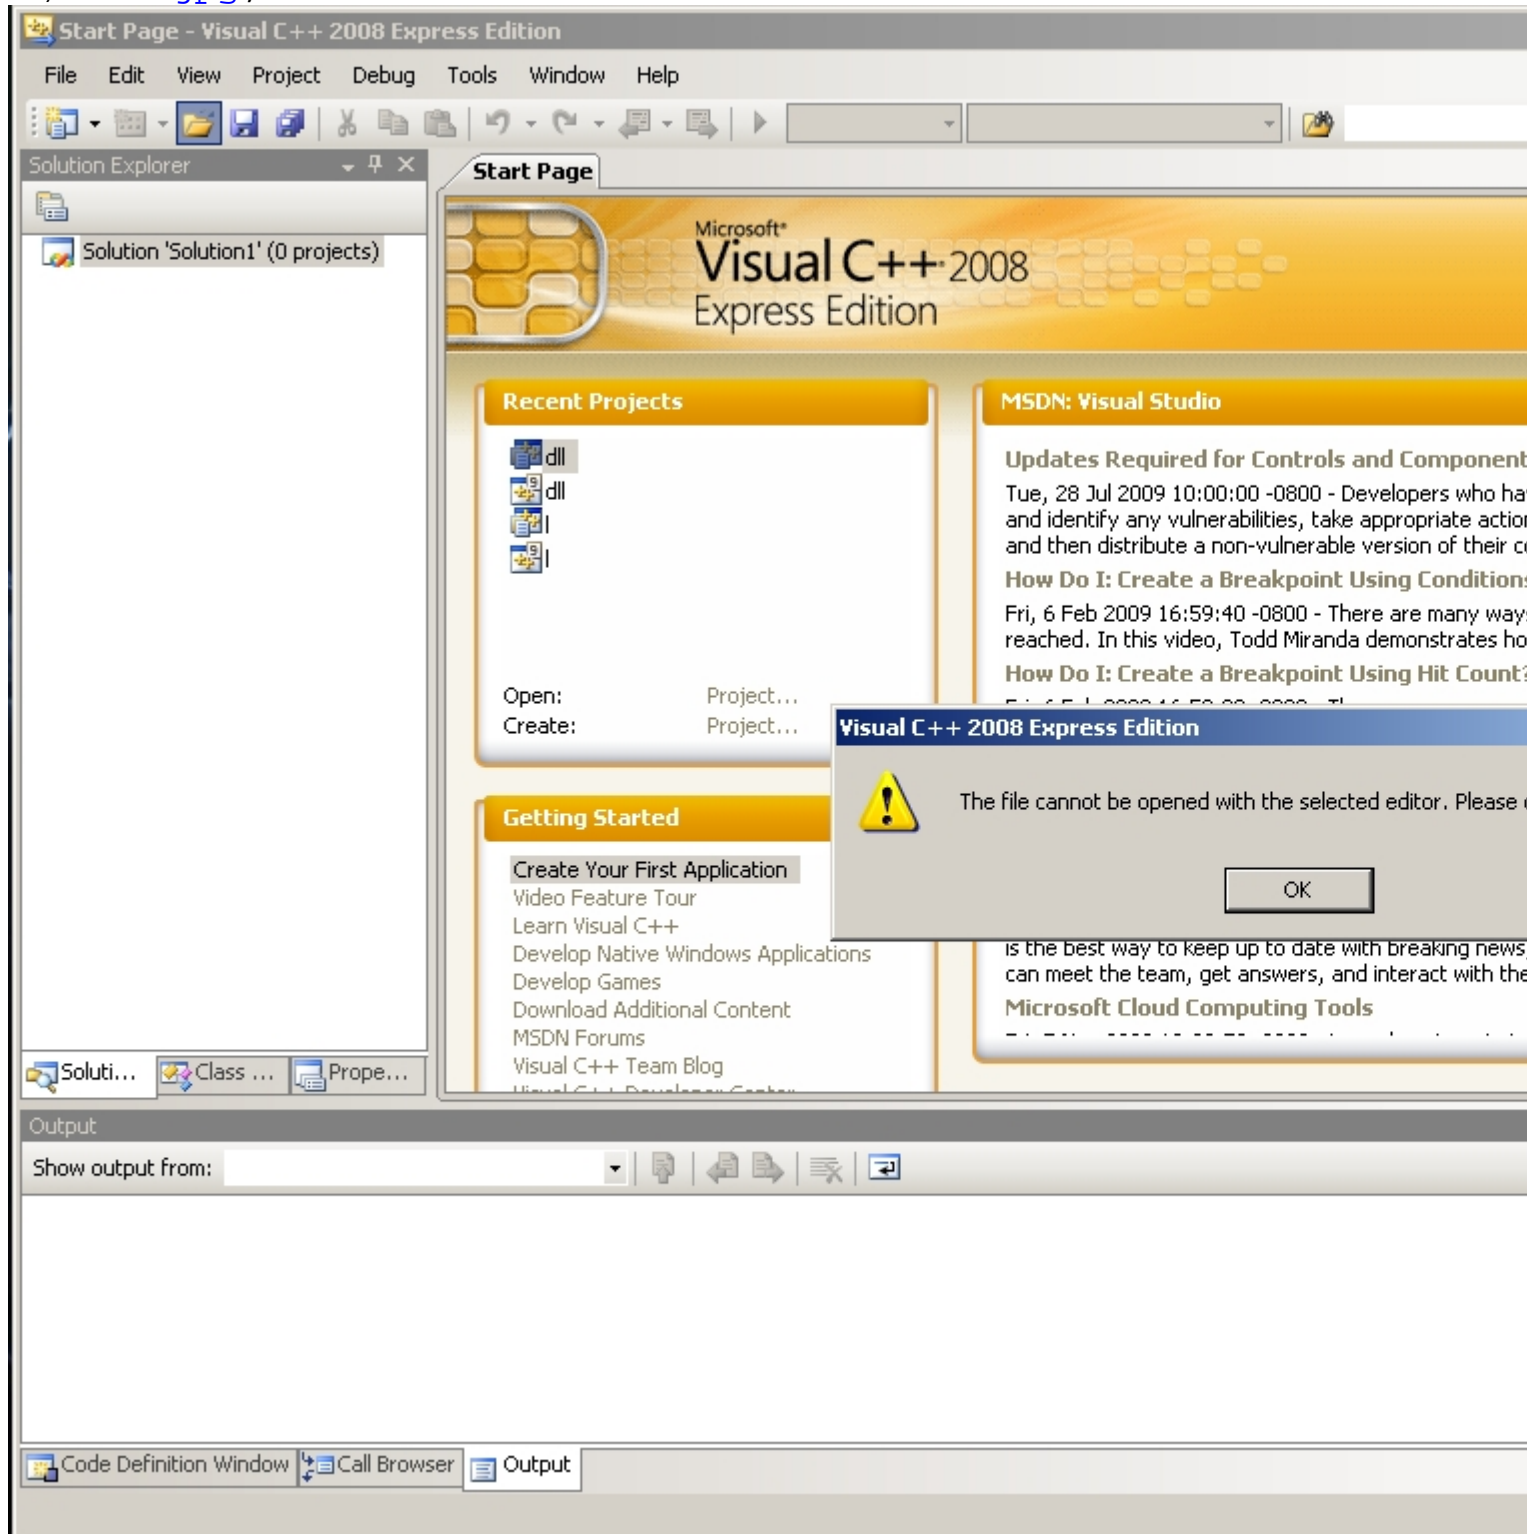 Start Page - Visual C++ 2008 Express Edition
File Edit View Project Debug Tools Window Help
Solution Explorer
Start Page
Solution 'Solution1' (0 projects)
Microsoft
Visual C++ 2008
Express Edition
Recent Projects
dll
dll
l
l
Open: Project...
Create: Project...
Getting Started
Create Your First Application
Video Feature Tour
Learn Visual C++
Develop Native Windows Applications
Develop Games
Download Additional Content
MSDN Forums
Visual C++ Team Blog
Visual C++ Developer Center
MSDN: Visual Studio
Updates Required for Controls and Component
Tue, 28 Jul 2009 10:00:00 -0800 - Developers who ha
and identify any vulnerabilities, take appropriate action
and then distribute a non-vulnerable version of their c
How Do I: Create a Breakpoint Using Conditions
Fri, 6 Feb 2009 16:59:40 -0800 - There are many ways
reached. In this video, Todd Miranda demonstrates ho
How Do I: Create a Breakpoint Using Hit Count?
Visual C++ 2008 Express Edition
The file cannot be opened with the selected editor. Please
OK
is the best way to keep up to date with breaking news,
can meet the team, get answers, and interact with the
Microsoft Cloud Computing Tools
Soluti... Class ... Prope...
Output
Show output from:
Code Definition Window Call Browser Output